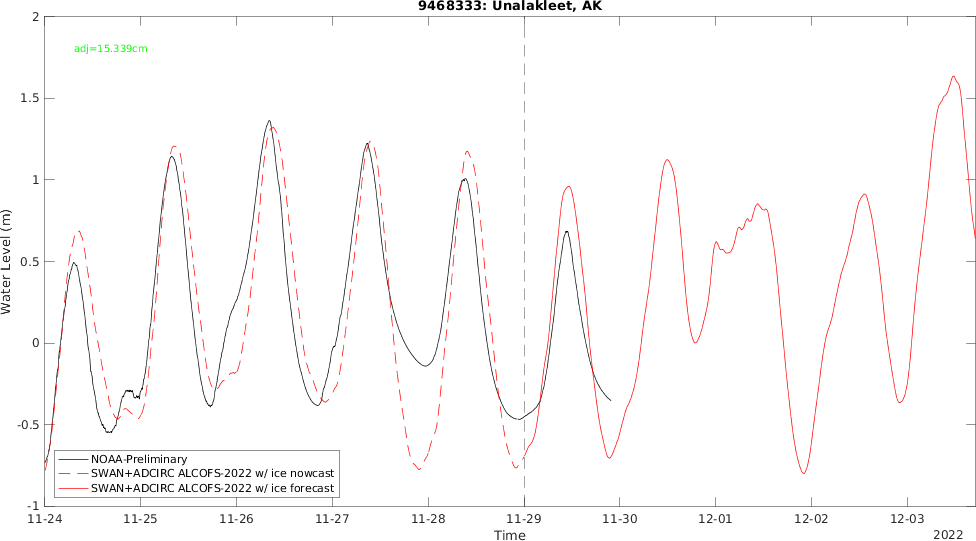 9468333: Unalakleet, AK
adj=15.339cm
2
1.5
1
0.5
0
-0.5
-1
Water Level (m)
NOAA-Preliminary
SWAN+ADCIRC ALCOFS-2022 w/ ice nowcast
SWAN+ADCIRC ALCOFS-2022 w/ ice forecast
11-24 11-25 11-26 11-27 11-28 11-29 11-30 12-01 12-02 12-03
Time
2022